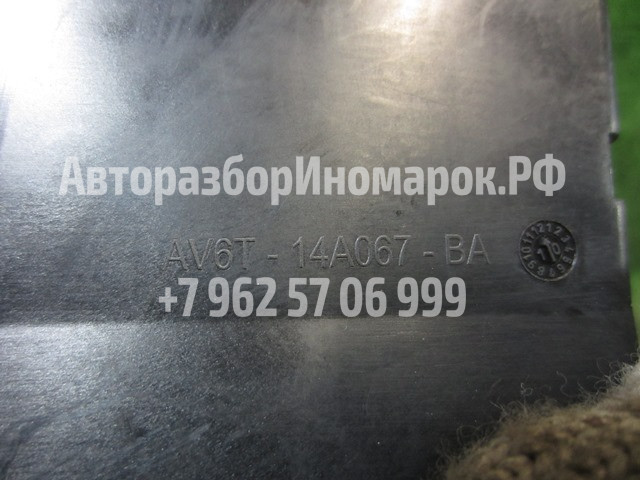 АвторазборИномарок.РФ
AV6T - 14A067 - BA
+7 962 57 06 999